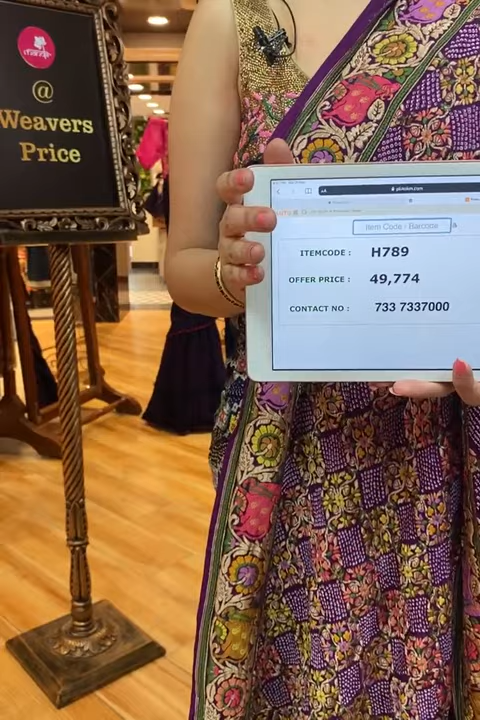 @
Weavers
Price
Item Code - Barcode
ITEMCODE : H789
OFFER PRICE : 49,774
CONTACT NO : 733 7337000